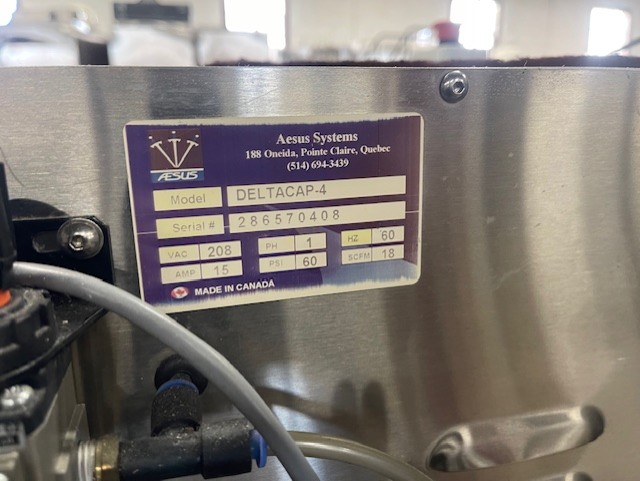 Aesus Systems
188 Oneida, Pointe Claire, Quebec
(514) 694-3439
ÆSUS
Model DELTACAP-4
Serial # 286570408
VAC 208 PH 1 HZ 60
AMP 15 PSI 60 SCFM 18
MADE IN CANADA